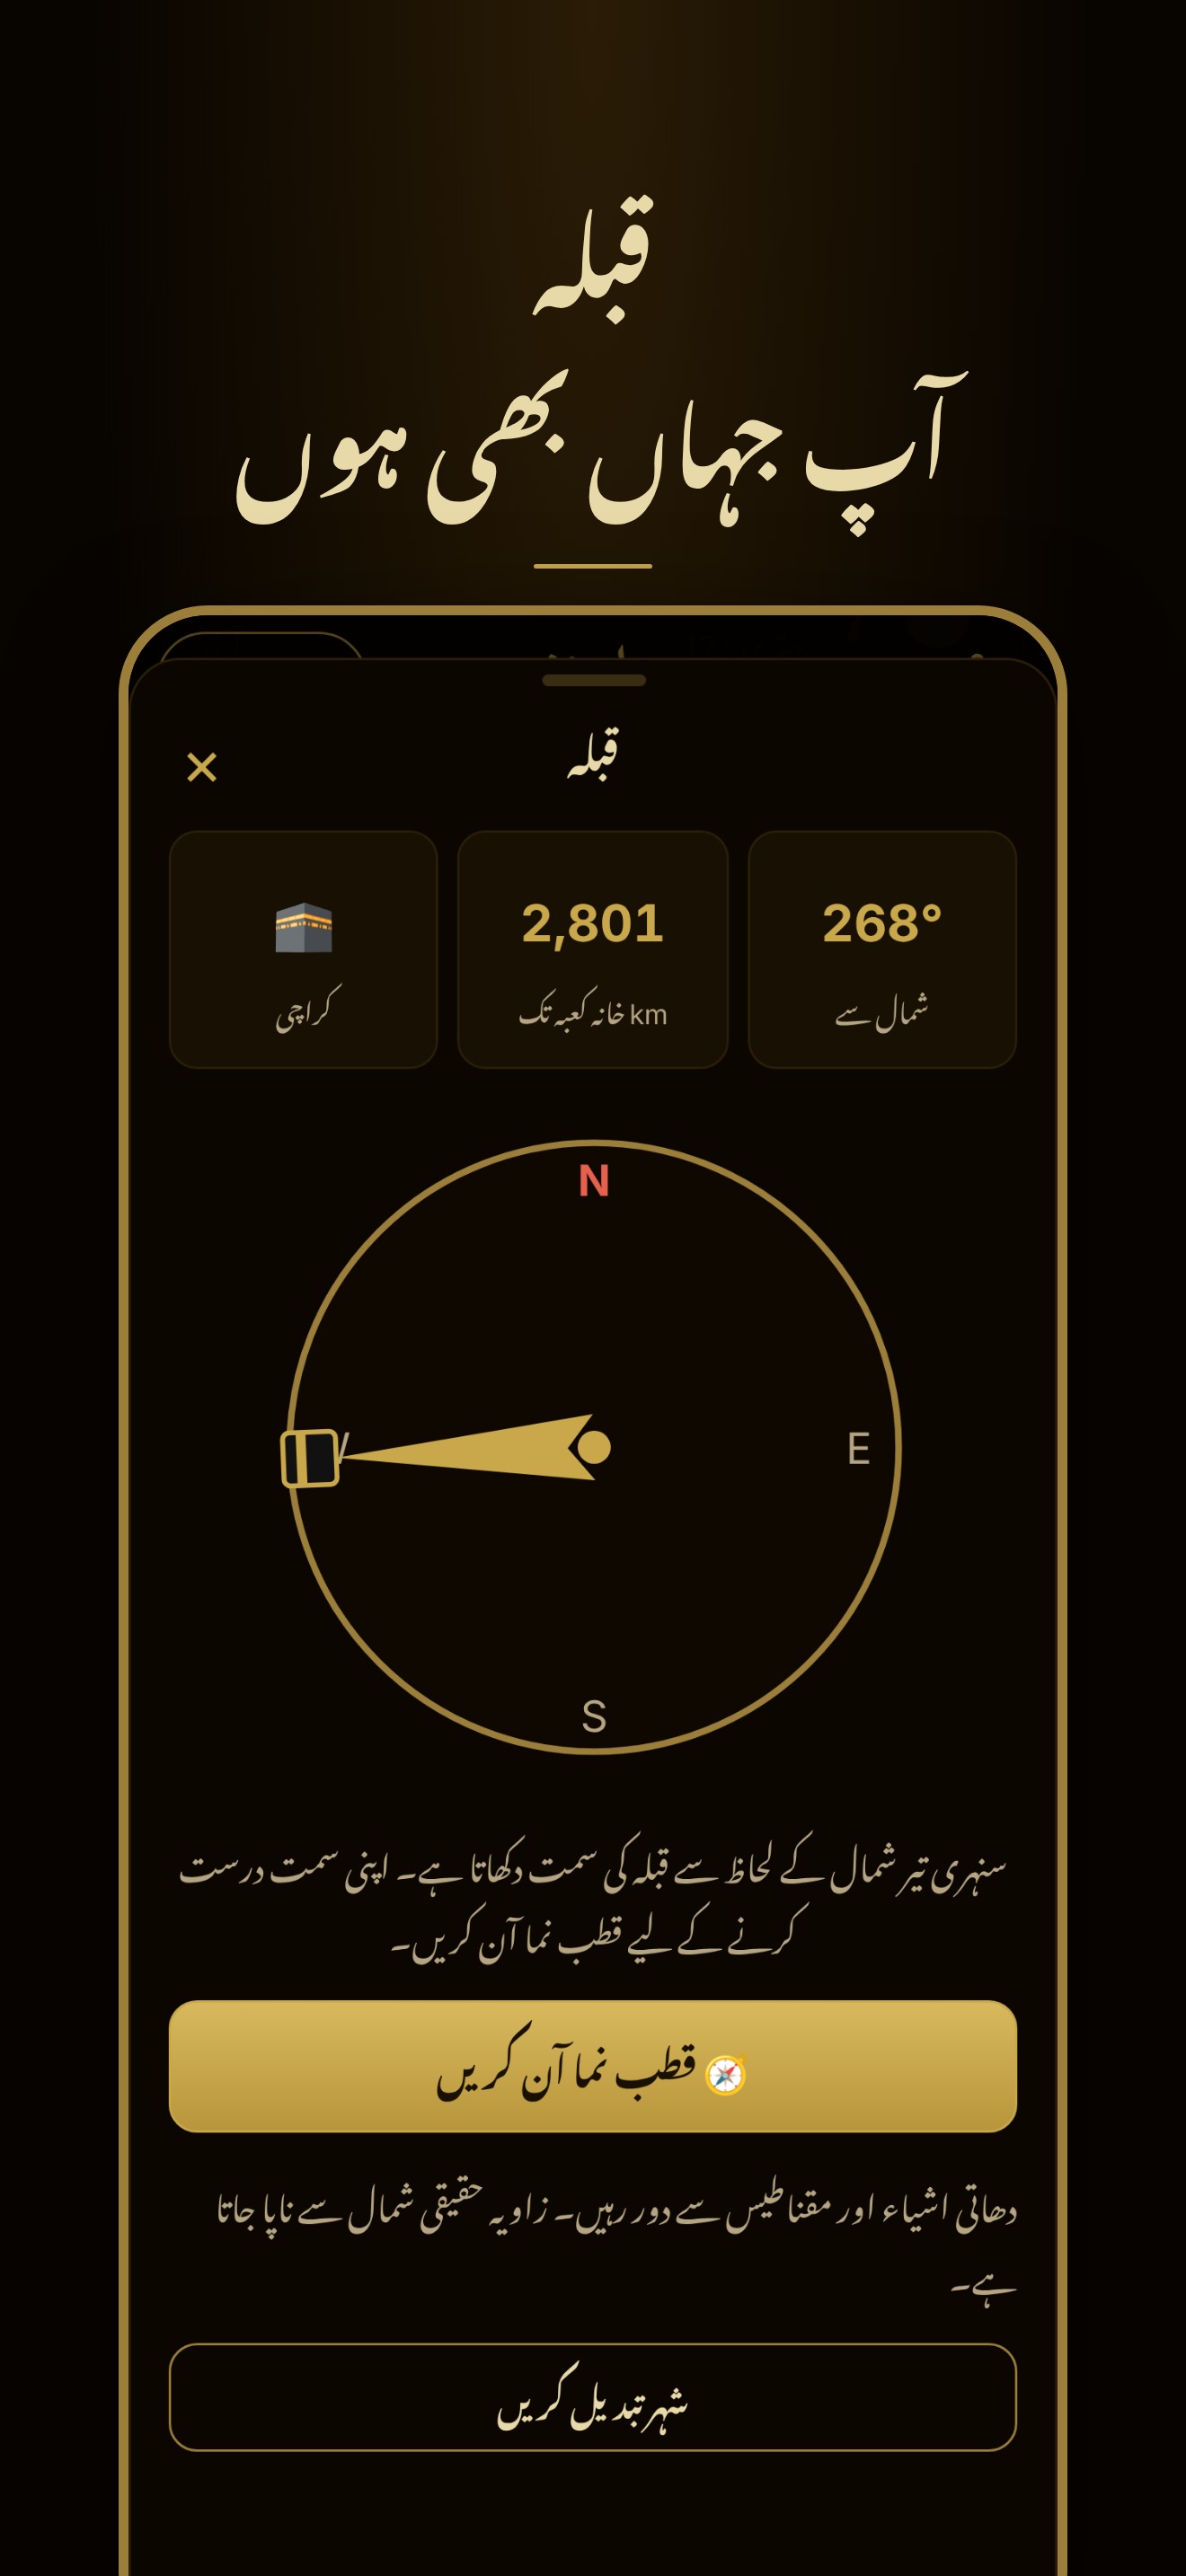 قبلہ
آپ جہاں بھی ہوں
قبلہ
268°
شمال سے
2,801
km خانہ کعبہ تک
کراچی
N
E
S
سنہری تیر شمال کے لحاظ سے قبلہ کی سمت دکھاتا ہے۔ اپنی سمت درست
کرنے کے لیے قطب نما آن کریں۔
قطب نما آن کریں
دھاتی اشیاء اور مقناطیس سے دور رہیں۔ زاویہ حقیقی شمال سے ناپا جاتا
ہے۔
شہر تبدیل کریں